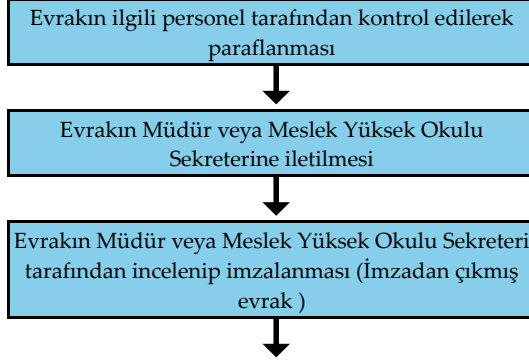 Evrakın ilgili personel tarafından kontrol edilerek
paraflanması
Evrakın Müdür veya Meslek Yüksek Okulu
Sekreterine iletilmesi
Evrakın Müdür veya Meslek Yüksek Okulu Sekreteri
tarafından incelenip imzalanması (İmzadan çıkmış
evrak )